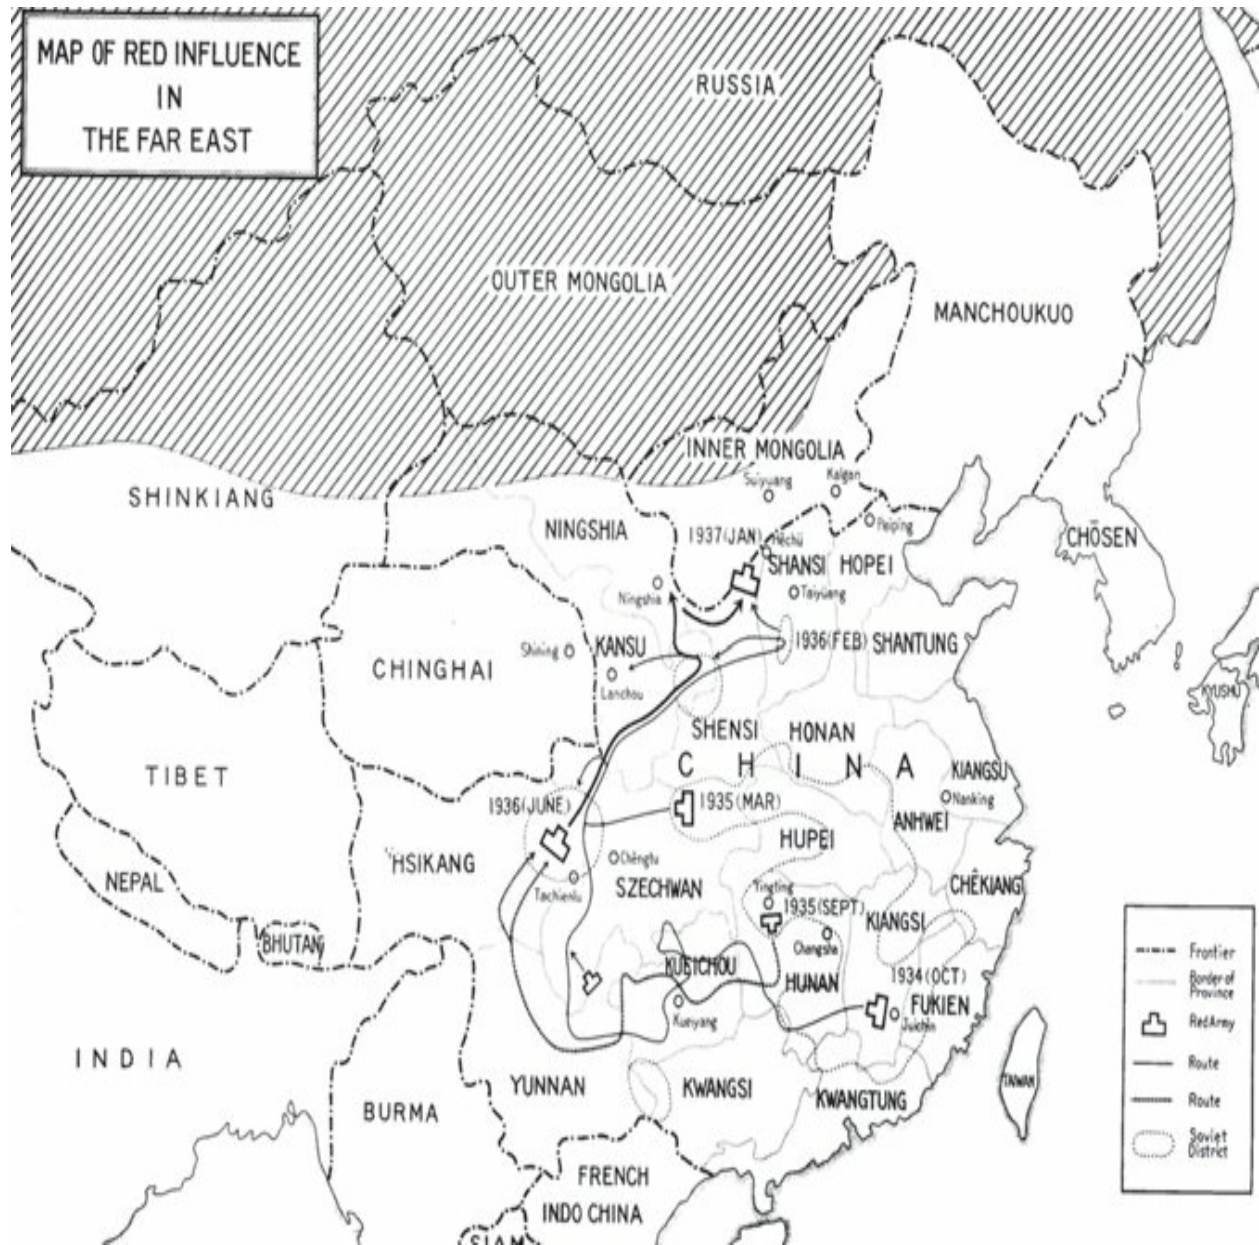 MAP OF RED INFLUENCE
IN
THE FAR EAST
RUSSIA
OUTER MONGOLIA
MANCHOUKUO
INNER MONGOLIA
Suiyuang
Kalgan
SHINKIANG
NINGSHIA
1937(JAN)
Peiping
CHŌSEN
SHANSI
HOPEI
Ningshia
Taiyüang
1936(FEB)
SHANTUNG
Shining
KANSU
Lanchou
CHINGHAI
KYUSHU
SHENSI
HONAN
CHINA
KIANGSU
Nanking
TIBET
1936(JUNE)
1935(MAR)
ANHWEI
HUPEI
HSIKANG
Chêngtu
Tachienlu
SZECHWAN
CHÊKIANG
NEPAL
BHUTAN
1935(SEPT)
KIANGSI
Changsha
KUEICHOU
HUNAN
1934(OCT)
FUKIEN
Juichin
Kueiyang
INDIA
BURMA
YUNNAN
KWANGSI
KWANGTUNG
TAIWAN
FRENCH
INDO CHINA
SIAM
Frontier
Border of
Province
Red Army
Route
Route
Soviet
District